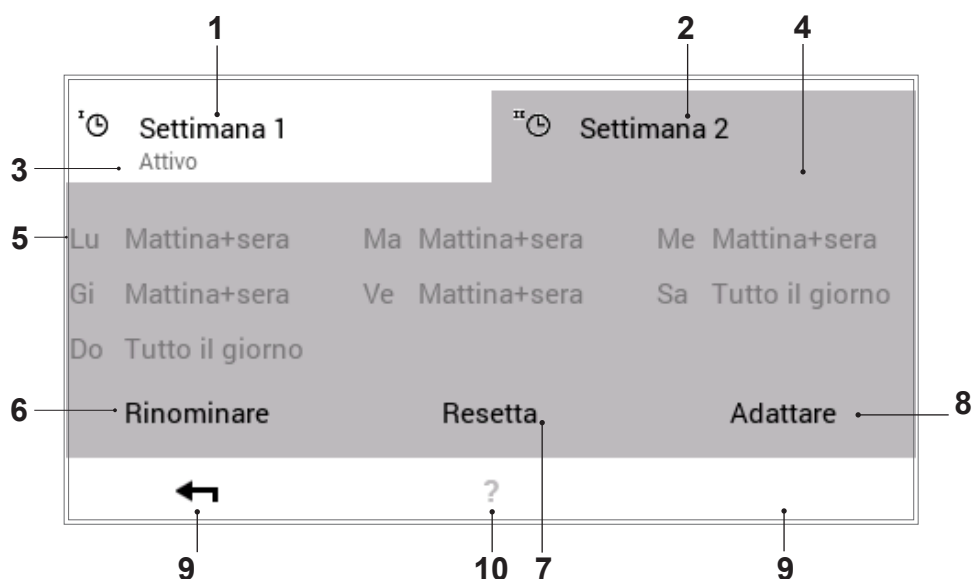 1 2 4
I Settimana 1 II Settimana 2
3 Attivo
5 Lu Mattina+sera Ma Mattina+sera Me Mattina+sera
Gi Mattina+sera Ve Mattina+sera Sa Tutto il giorno
Do Tutto il giorno
6 Rinominare Resetta Adattare 8
?
9 10 7 9